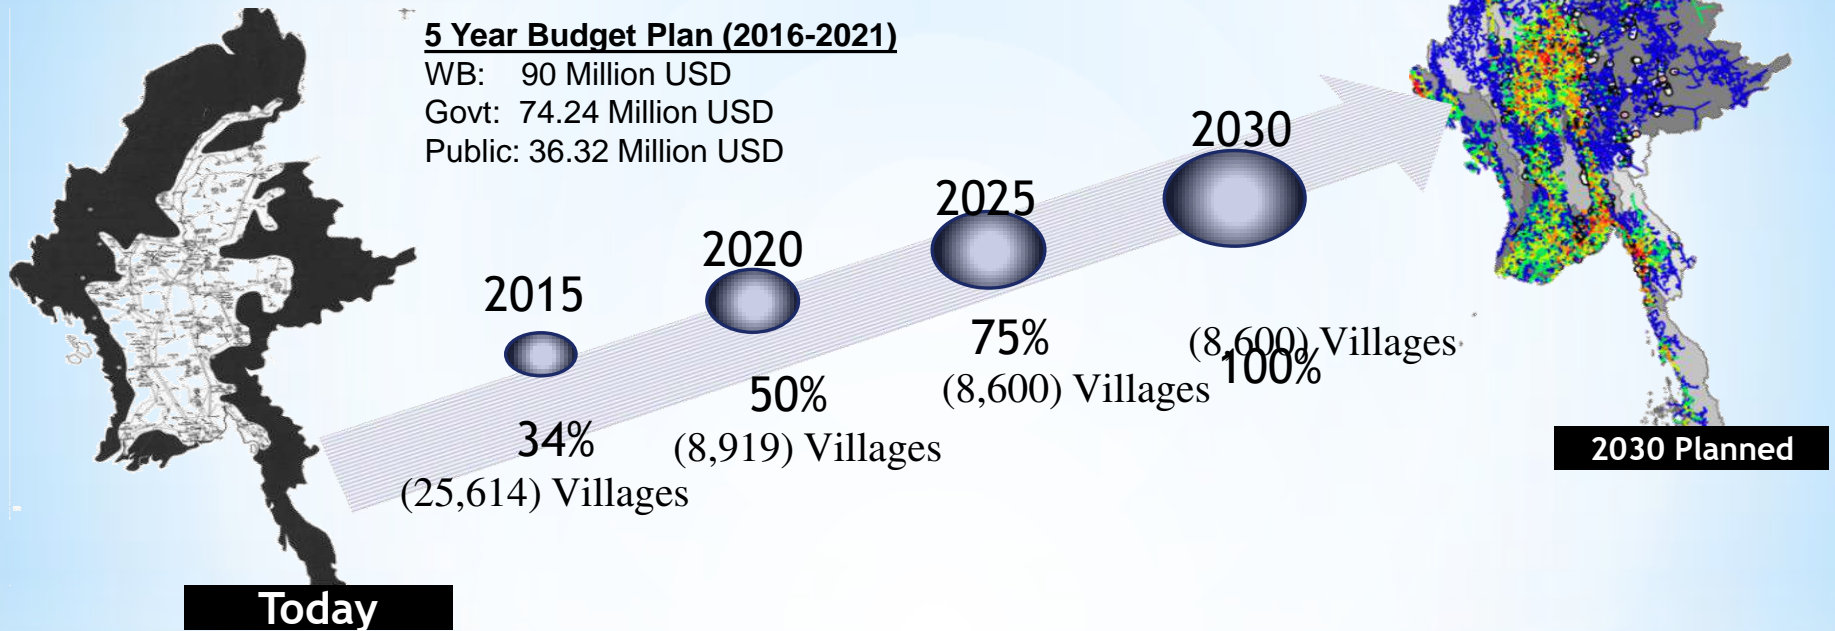 5 Year Budget Plan (2016-2021)
WB: 90 Million USD
Govt: 74.24 Million USD
Public: 36.32 Million USD
2015
34%
(25,614) Villages
2020
50%
(8,919) Villages
2025
75%
(8,600) Villages
2030
(8,600) Villages
100%
Today
2030 Planned